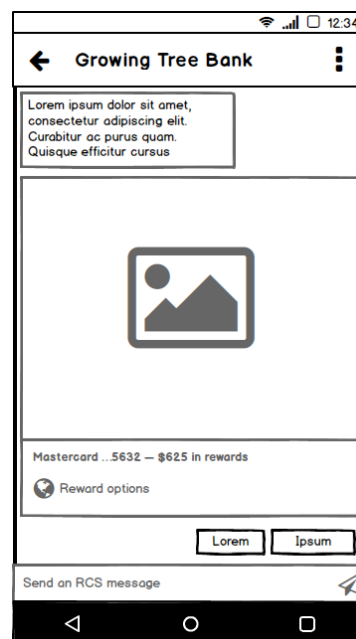 12:34
Growing Tree Bank
Lorem ipsum dolor sit amet,
consectetur adipiscing elit.
Curabitur ac purus quam.
Quisque efficitur cursus
Mastercard ...5632 — $625 in rewards
Reward options
Lorem Ipsum
Send an RCS message